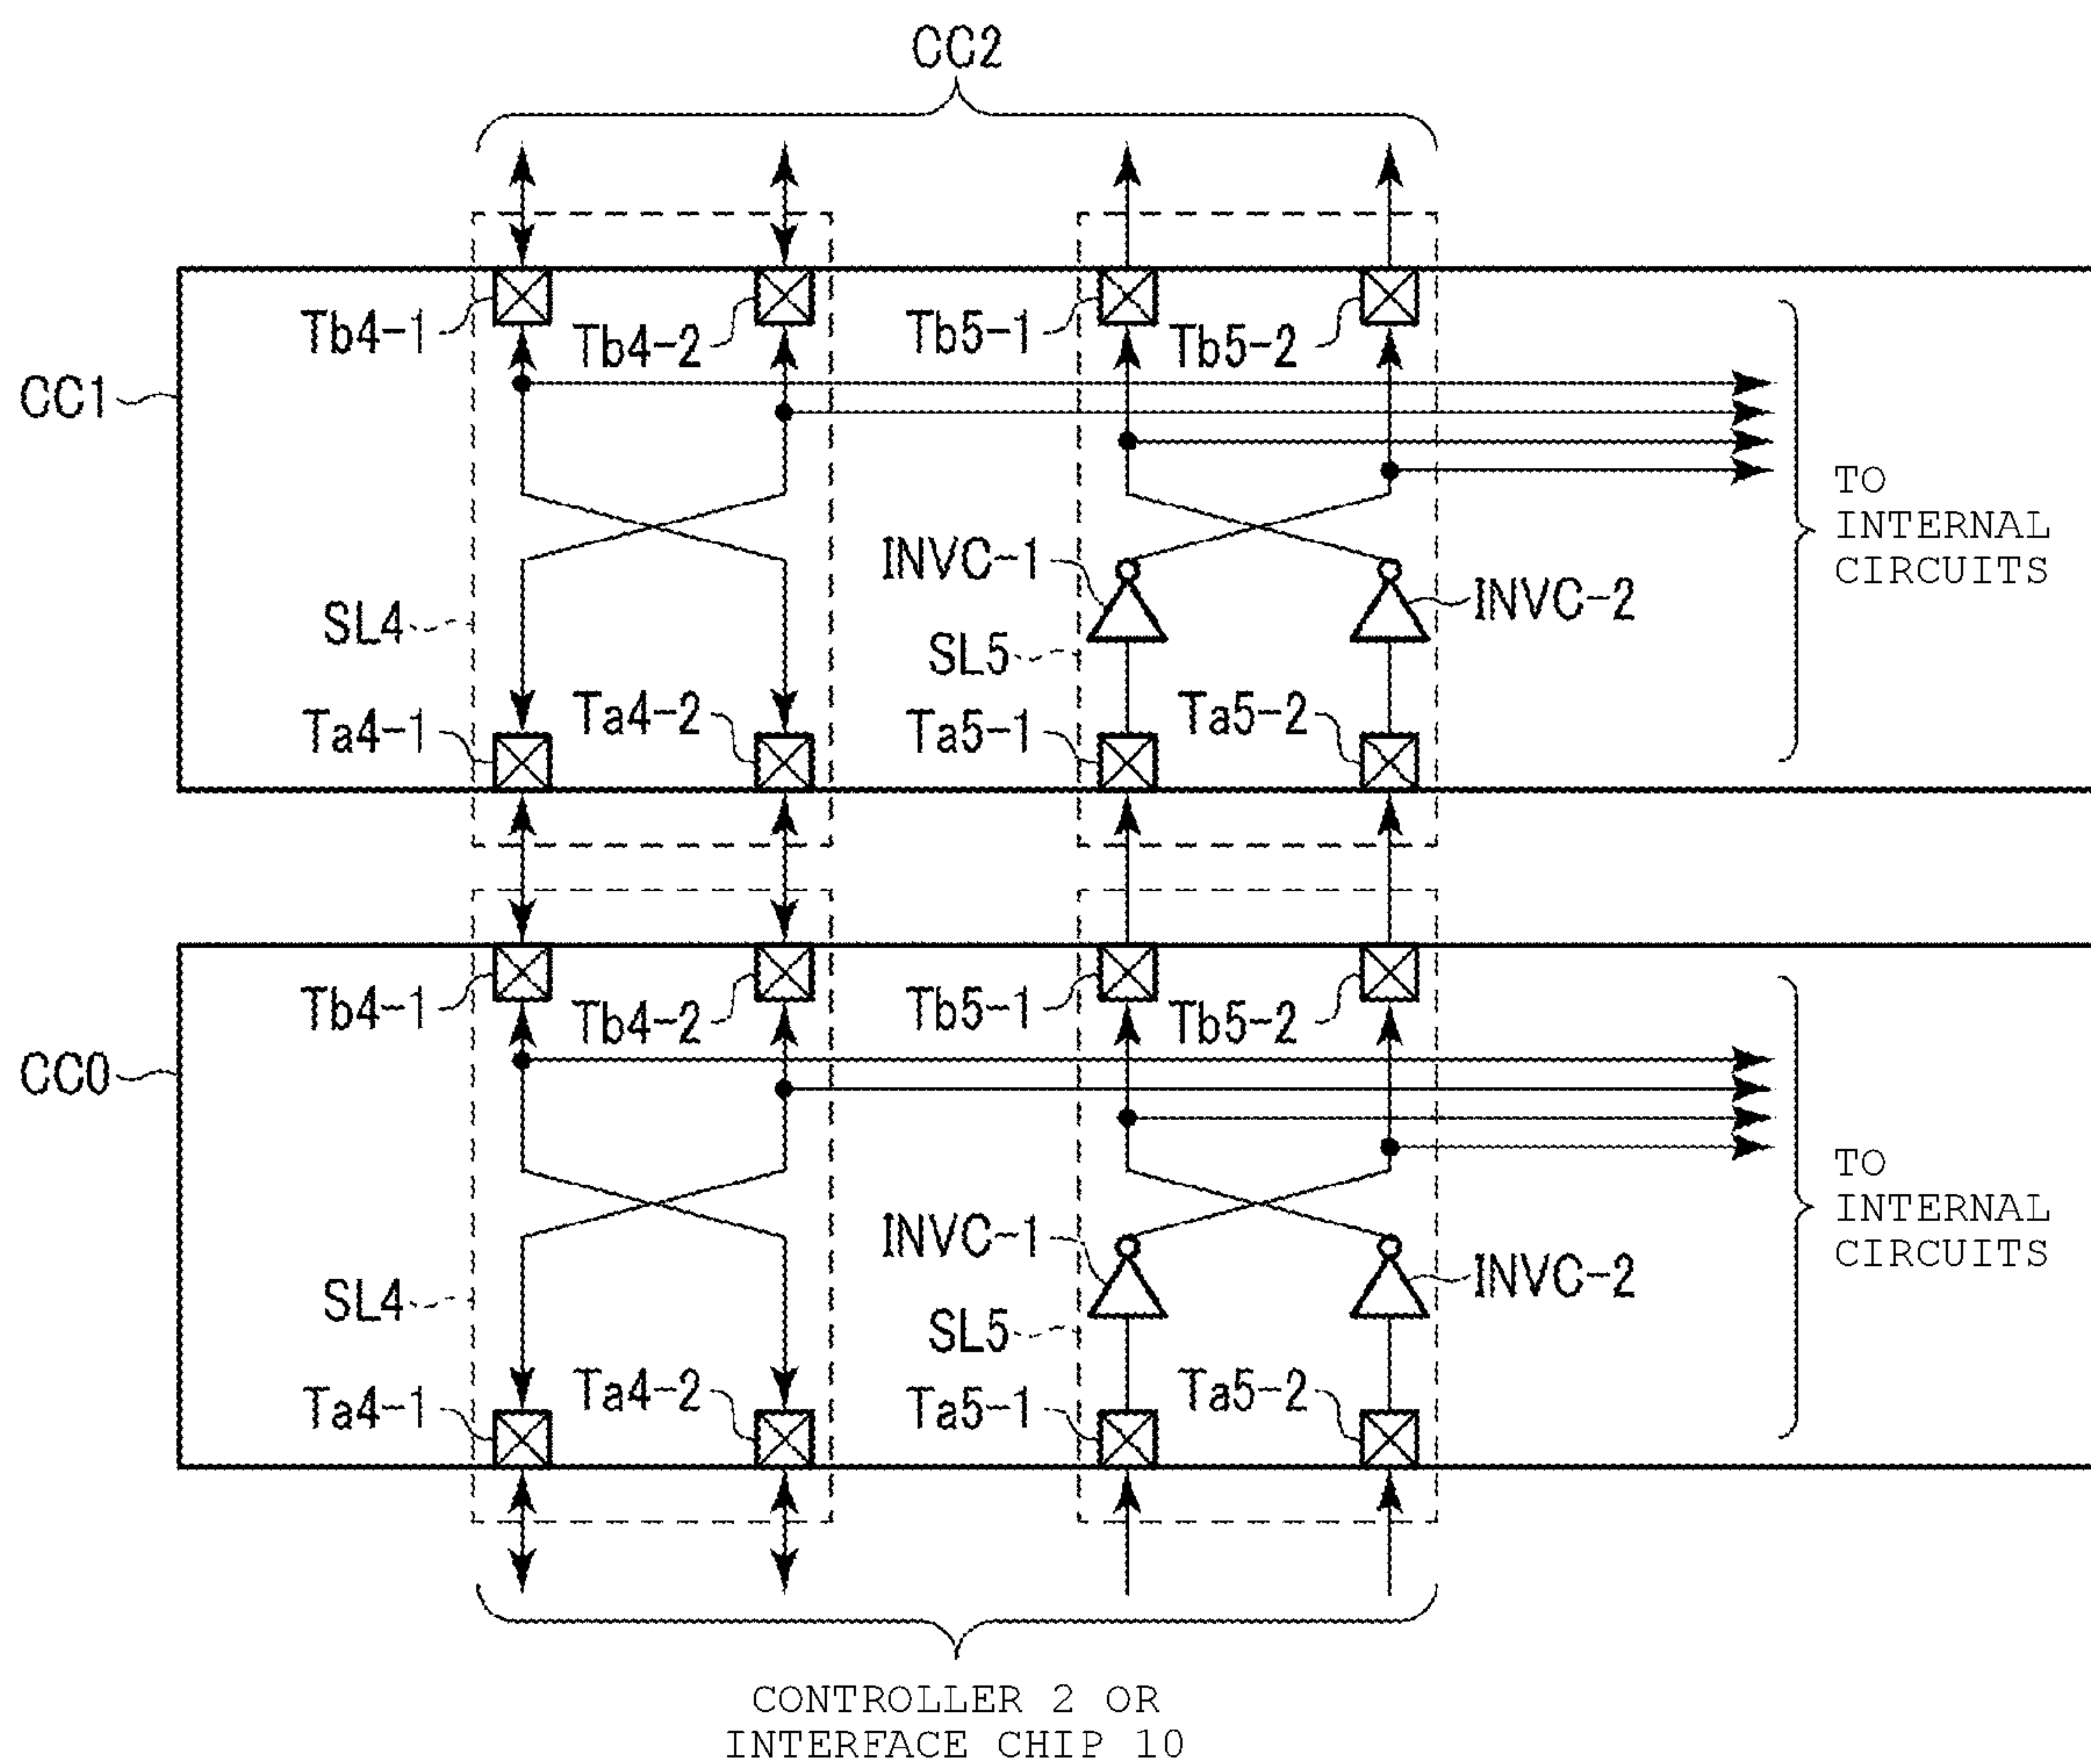 CC2
Tb4-1
Tb4-2
Tb5-1
Tb5-2
CC1
TO
INTERNAL
CIRCUITS
INVC-1
INVC-2
SL4
SL5
Ta4-1
Ta4-2
Ta5-1
Ta5-2
Tb4-1
Tb4-2
Tb5-1
Tb5-2
CC0
TO
INTERNAL
CIRCUITS
INVC-1
INVC-2
SL4
SL5
Ta4-1
Ta4-2
Ta5-1
Ta5-2
CONTROLLER 2 OR
INTERFACE CHIP 10